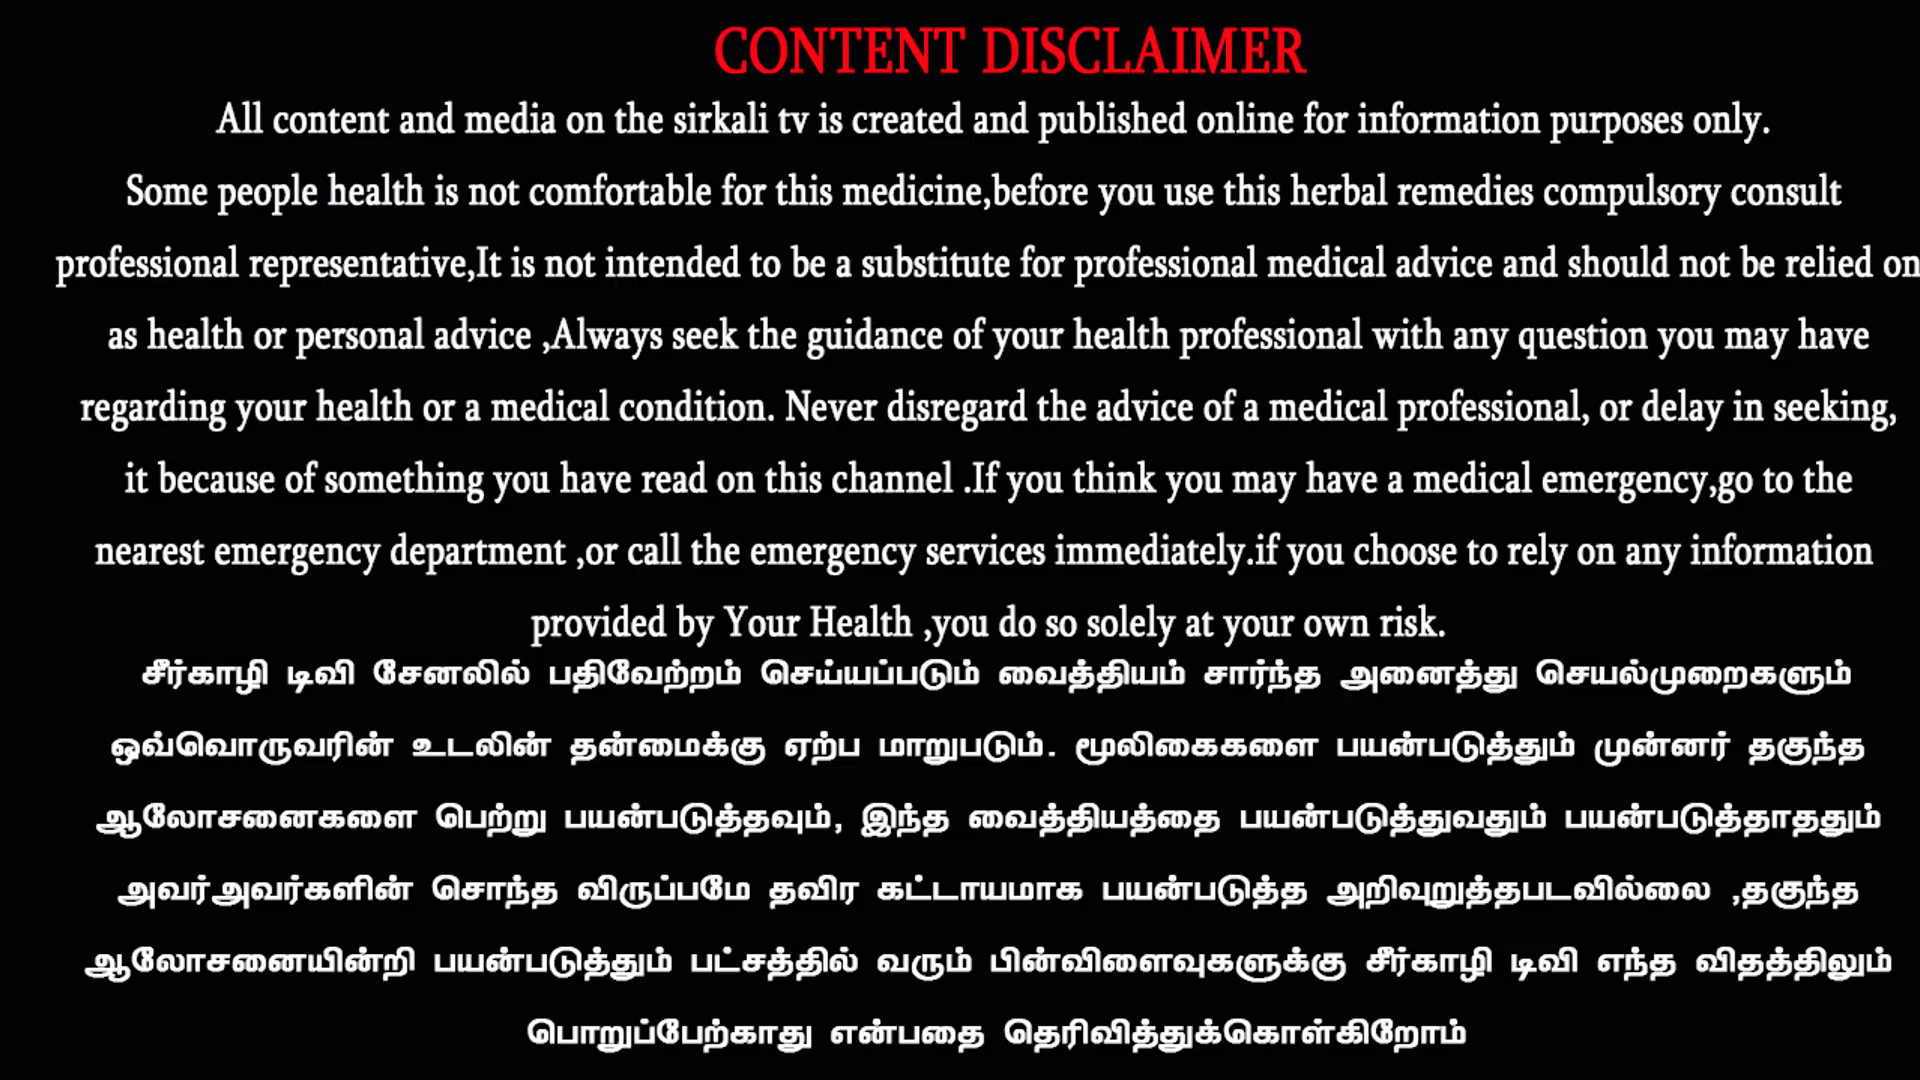 CONTENT DISCLAIMER
All content and media on the sirkali tv is created and published online for information purposes only.
Some people health is not comfortable for this medicine,before you use this herbal remedies compulsory consult
professional representative,It is not intended to be a substitute for professional medical advice and should not be relied on
as health or personal advice ,Always seek the guidance of your health professional with any question you may have
regarding your health or a medical condition. Never disregard the advice of a medical professional, or delay in seeking,
it because of something you have read on this channel .If you think you may have a medical emergency,go to the
nearest emergency department ,or call the emergency services immediately.if you choose to rely on any information
provided by Your Health ,you do so solely at your own risk.
சீர்காழி டிவி சேனலில் பதிவேற்றம் செய்யப்படும் வைத்தியம் சார்ந்த அனைத்து செயல்முறைகளும்
ஒவ்வொருவரின் உடலின் தன்மைக்கு ஏற்ப மாறுபடும். மூலிகைகளை பயன்படுத்தும் முன்னர் தகுந்த
ஆலோசனைகளை பெற்று பயன்படுத்தவும், இந்த வைத்தியத்தை பயன்படுத்துவதும் பயன்படுத்தாததும்
அவர்அவர்களின் சொந்த விருப்பமே தவிர கட்டாயமாக பயன்படுத்த அறிவுறுத்தபடவில்லை ,தகுந்த
ஆலோசனையின்றி பயன்படுத்தும் பட்சத்தில் வரும் பின்விளைவுகளுக்கு சீர்காழி டிவி எந்த விதத்திலும்
பொறுப்பேற்காது என்பதை தெரிவித்துக்கொள்கிறோம்